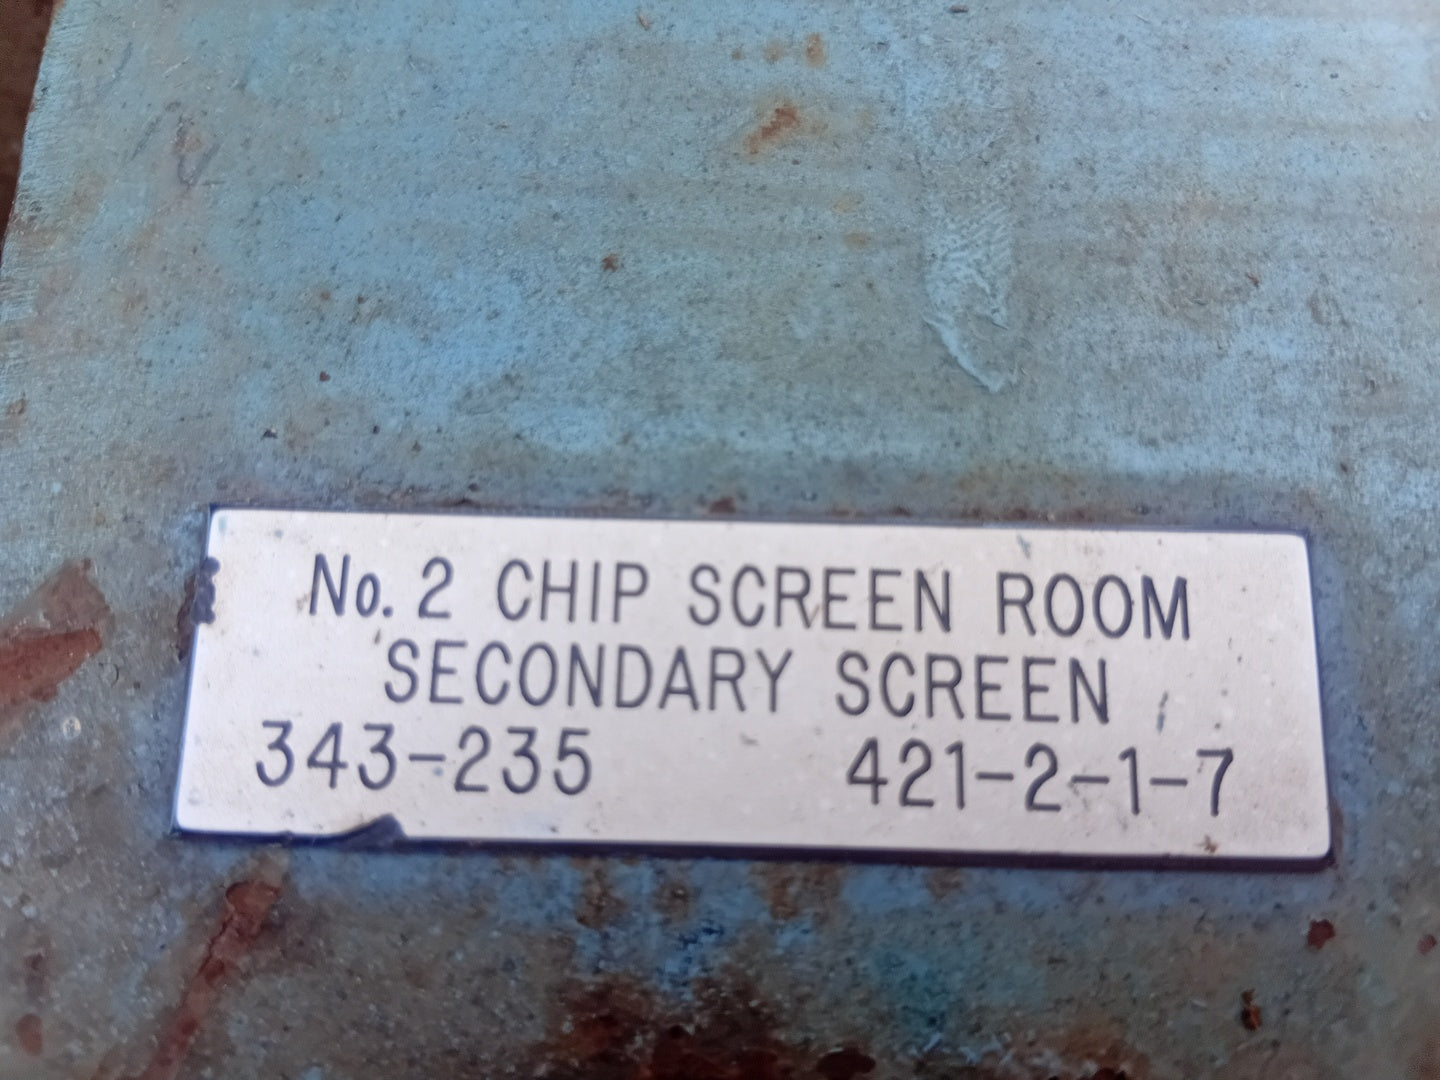 No. 2 CHIP SCREEN ROOM
SECONDARY SCREEN
343-235 421-2-1-7